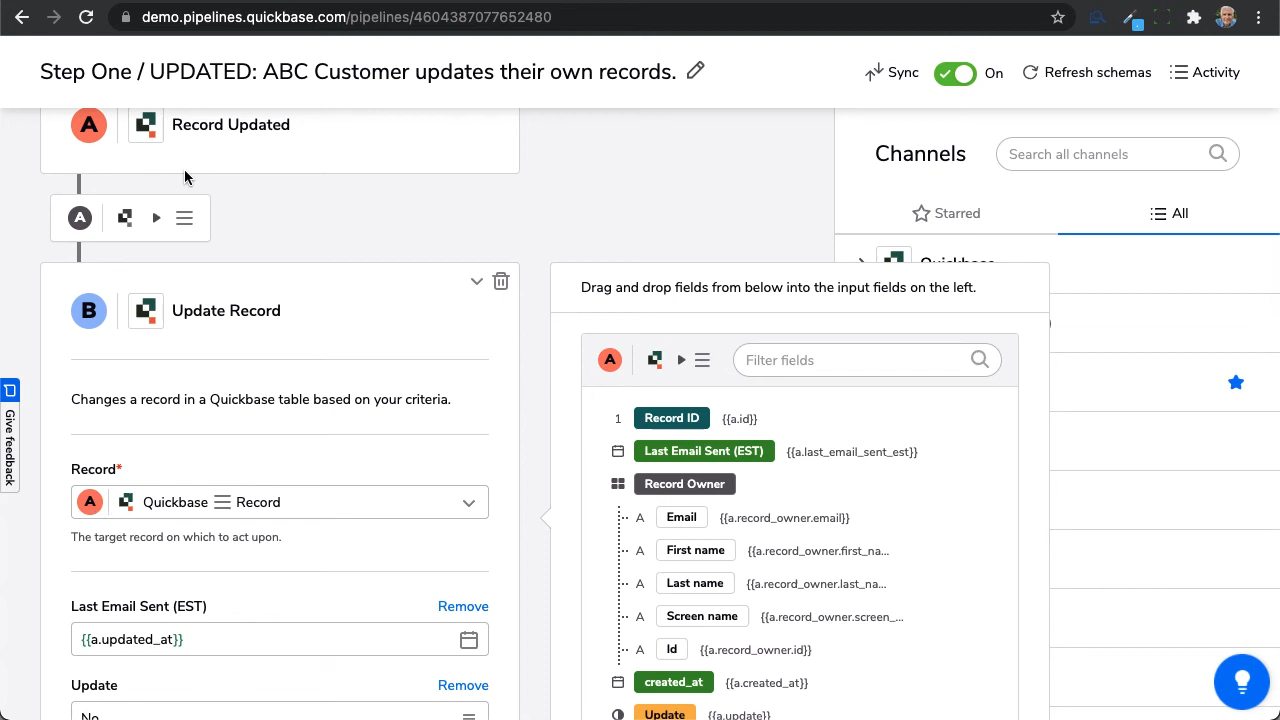 demo.pipelines.quickbase.com/pipelines/4604387077652480
Step One / UPDATED: ABC Customer updates their own records.
Sync
On
Refresh schemas
Activity
A
Record Updated
A
B
Update Record
Changes a record in a Quickbase table based on your criteria.
Record*
A Quickbase Record
The target record on which to act upon.
Last Email Sent (EST) Remove
{{a.updated_at}}
Update Remove
No
Drag and drop fields from below into the input fields on the left.
A Filter fields
1 Record ID {{a.id}}
Last Email Sent (EST) {{a.last_email_sent_est}}
Record Owner
A Email {{a.record_owner.email}}
A First name {{a.record_owner.first_na...
A Last name {{a.record_owner.last_na...
A Screen name {{a.record_owner.screen_...
A Id {{a.record_owner.id}}
created_at {{a.created_at}}
Update {{a.update}}
Channels
Search all channels
Starred
All
Quickbase
Give feedback